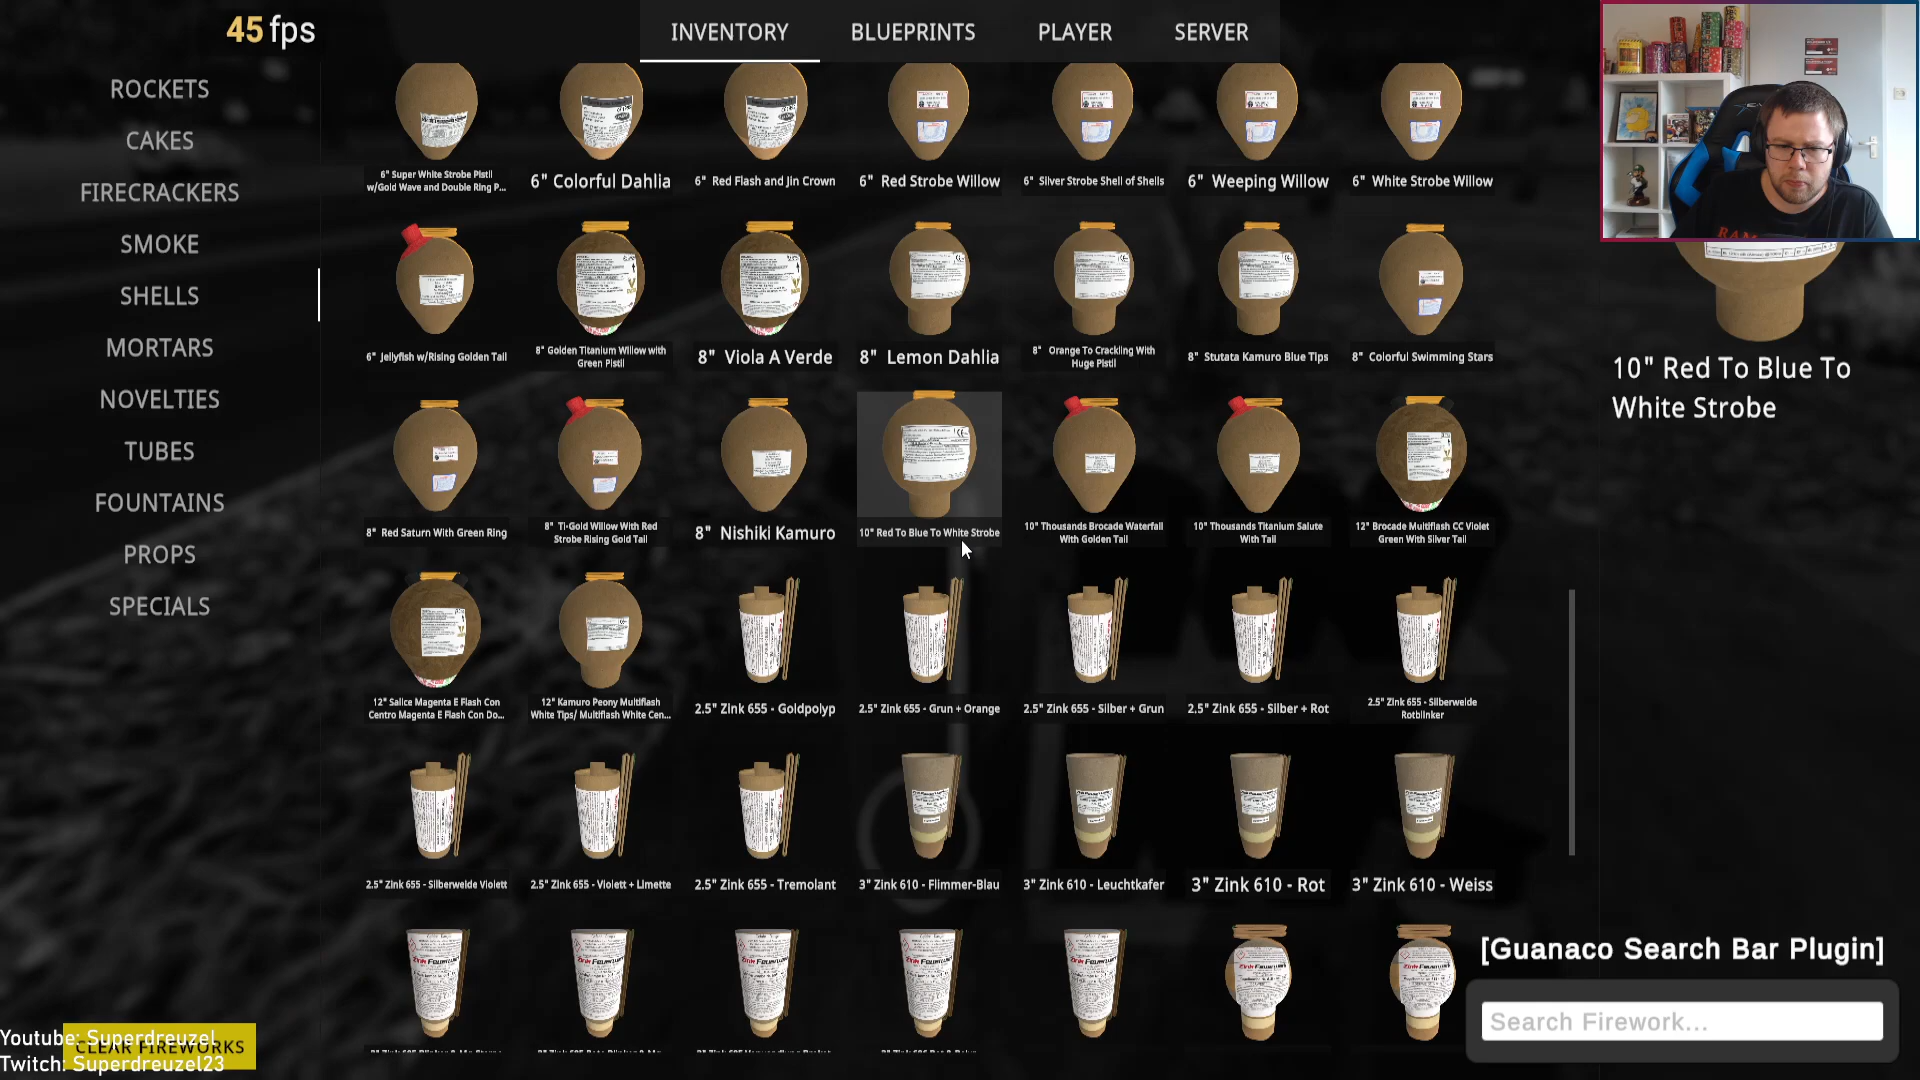 45 fps
INVENTORY
BLUEPRINTS
PLAYER
SERVER
ROCKETS
CAKES
FIRECRACKERS
SMOKE
SHELLS
MORTARS
NOVELTIES
TUBES
FOUNTAINS
PROPS
SPECIALS
6" Super White Strobe Pistil
w/Gold Wave and Double Ring P...
6" Colorful Dahlia
6" Red Flash and Jin Crown
6" Red Strobe Willow
6" Silver Strobe Shell of Shells
6" Weeping Willow
6" White Strobe Willow
6" Jellyfish w/Rising Golden Tail
8" Golden Titanium Willow with
Green Pistil
8" Viola A Verde
8" Lemon Dahlia
8" Orange To Crackling With
Huge Pistil
8" Stutata Kamuro Blue Tips
8" Colorful Swimming Stars
8" Red Saturn With Green Ring
8" Ti-Gold Willow With Red
Strobe Rising Gold Tail
8" Nishiki Kamuro
10" Red To Blue To White Strobe
10" Thousands Brocade Waterfall
With Golden Tail
10" Thousands Titanium Salute
With Tail
12" Brocade Multiflash CC Violet
Green With Silver Tail
12" Salice Magenta E Flash Con
Centro Magenta E Flash Con Do...
12" Kamuro Peony Multiflash
White Tips/ Multiflash White Cen...
2.5" Zink 655 - Goldpolyp
2.5" Zink 655 - Grun + Orange
2.5" Zink 655 - Silber + Grun
2.5" Zink 655 - Silber + Rot
2.5" Zink 655 - Silberweide
Rotblinker
2.5" Zink 655 - Silberweide Violett
2.5" Zink 655 - Violett + Limette
2.5" Zink 655 - Tremolant
3" Zink 610 - Flimmer-Blau
3" Zink 610 - Leuchtkafer
3" Zink 610 - Rot
3" Zink 610 - Weiss
10" Red To Blue To
White Strobe
[Guanaco Search Bar Plugin]
Search Firework...
CLEAR FIREWORKS
Youtube: Superdreuzel
Twitch: Superdreuzel23